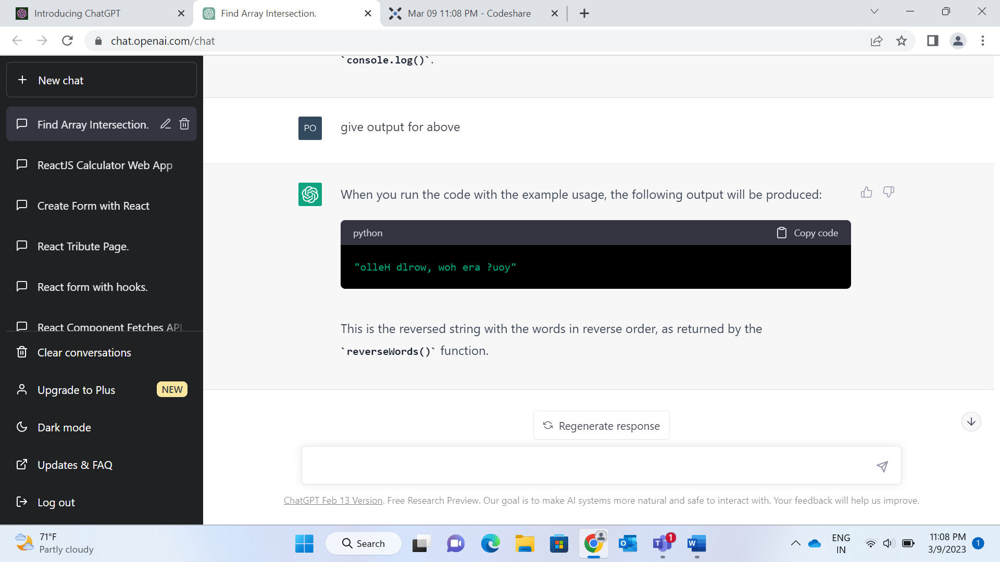 Introducing ChatGPT
Find Array Intersection.
Mar 09 11:08 PM - Codeshare
chat.openai.com/chat
New chat
Find Array Intersection.
ReactJS Calculator Web App
Create Form with React
React Tribute Page.
React form with hooks.
React Component Fetches API.
Clear conversations
Upgrade to Plus NEW
Dark mode
Updates & FAQ
Log out
`console.log()`.
PO give output for above
When you run the code with the example usage, the following output will be produced:
python Copy code
"olleH dlrow, woh era ?uoy"
This is the reversed string with the words in reverse order, as returned by the
`reverseWords()` function.
Regenerate response
ChatGPT Feb 13 Version. Free Research Preview. Our goal is to make AI systems more natural and safe to interact with. Your feedback will help us improve.
71°F
Partly cloudy
Search
1
ENG
IN
11:08 PM
3/9/2023
1